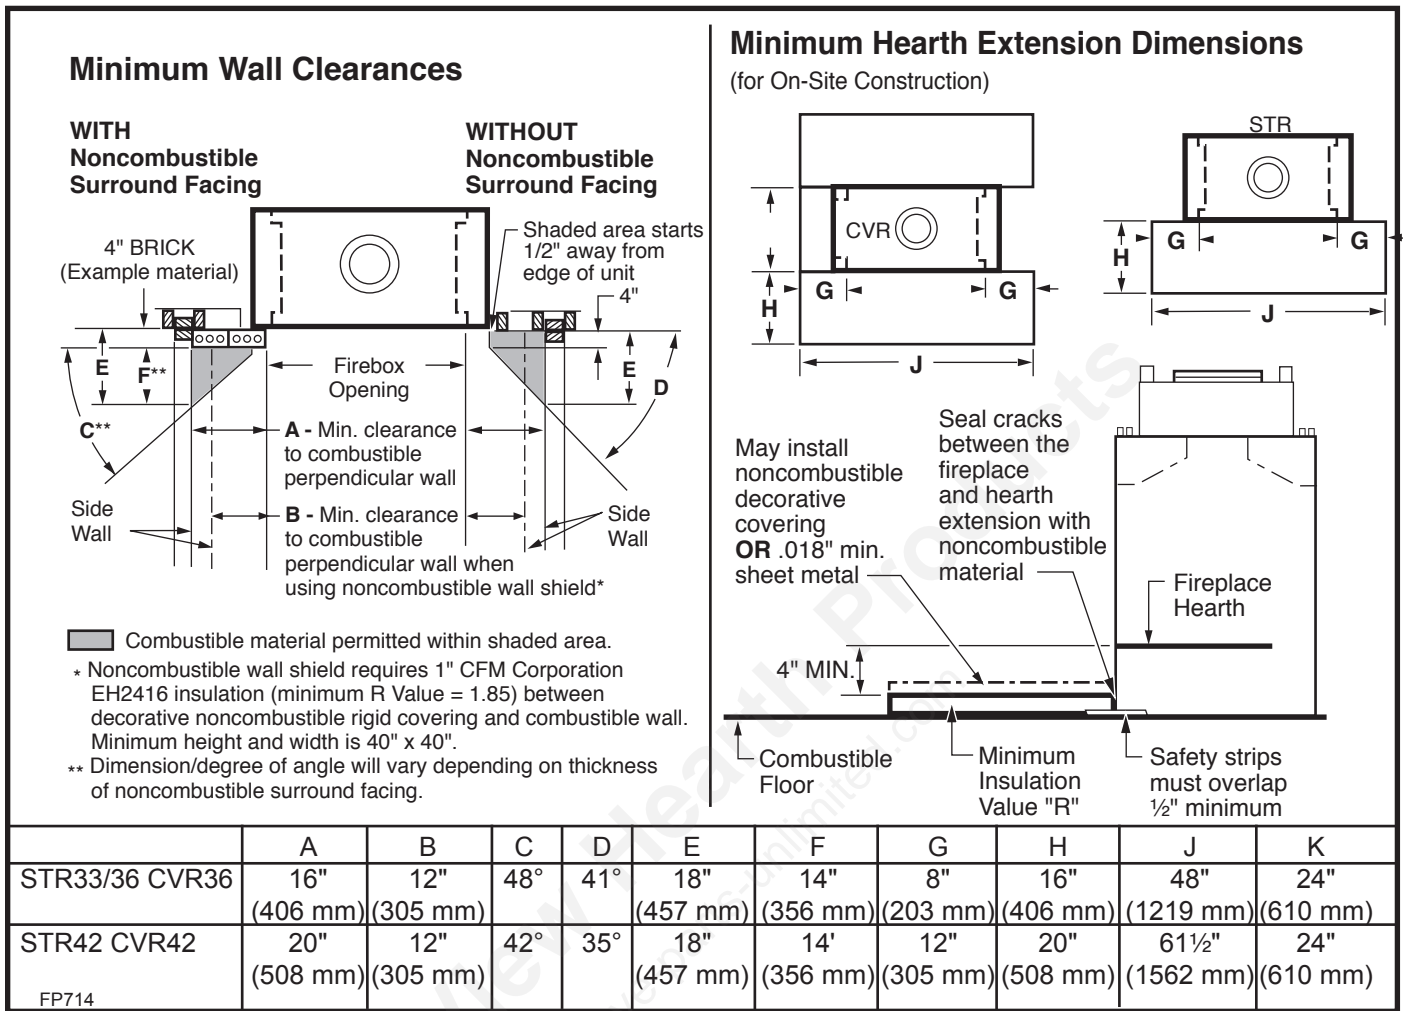 Minimum Wall Clearances
WITH
Noncombustible
Surround Facing
WITHOUT
Noncombustible
Surround Facing
4" BRICK
(Example material)
Shaded area starts
1/2" away from
edge of unit
4"
E
F**
C**
Firebox
Opening
E
D
A - Min. clearance
to combustible
perpendicular wall
Side
Wall
B - Min. clearance
to combustible
perpendicular wall when
using noncombustible wall shield*
Side
Wall
Combustible material permitted within shaded area.
* Noncombustible wall shield requires 1" CFM Corporation
EH2416 insulation (minimum R Value = 1.85) between
decorative noncombustible rigid covering and combustible wall.
Minimum height and width is 40" x 40".
** Dimension/degree of angle will vary depending on thickness
of noncombustible surround facing.
Minimum Hearth Extension Dimensions
(for On-Site Construction)
CVR
G
G
H
J
STR
G
G
H
J
May install
noncombustible
decorative
covering
OR .018" min.
sheet metal
Seal cracks
between the
fireplace
and hearth
extension with
noncombustible
material
Fireplace
Hearth
4" MIN.
Combustible
Floor
Minimum
Insulation
Value "R"
Safety strips
must overlap
½" minimum
A B C D E F G H J K
STR33/36 CVR36 16" 12" 48° 41° 18" 14" 8" 16" 48" 24"
(406 mm) (305 mm) (457 mm) (356 mm) (203 mm) (406 mm) (1219 mm) (610 mm)
STR42 CVR42 20" 12" 42° 35° 18" 14' 12" 20" 61½" 24"
(508 mm) (305 mm) (457 mm) (356 mm) (305 mm) (508 mm) (1562 mm) (610 mm)
FP714
View Hearth Products